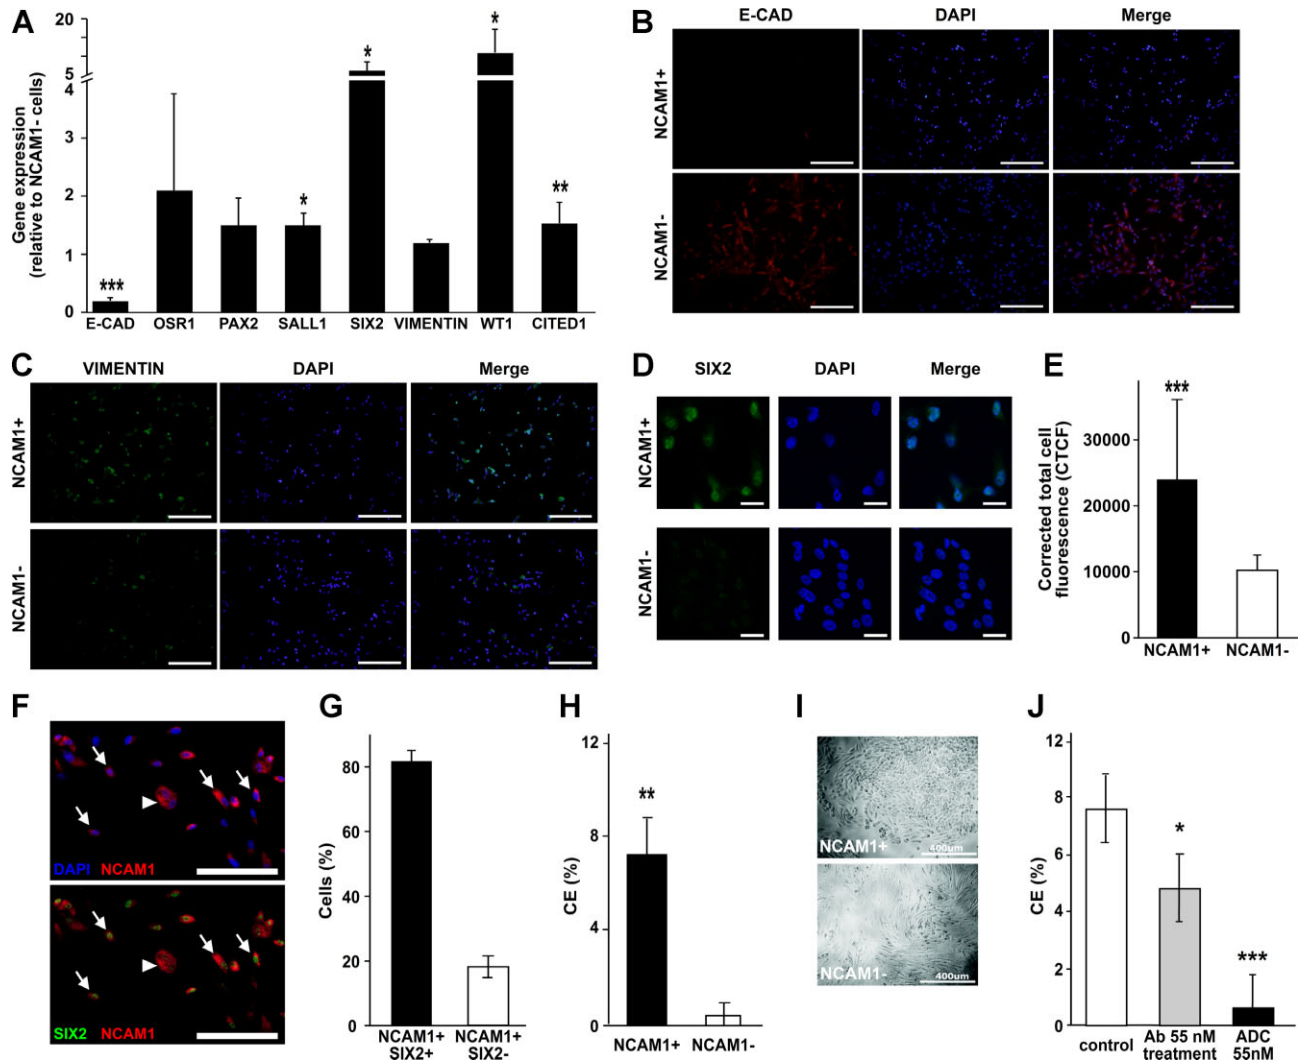 A
Gene expression
(relative to NCAM1- cells)
20
5
4
3
2
1
0
***
*
*
*
**
E-CAD
OSR1
PAX2
SALL1
SIX2
VIMENTIN
WT1
CITED1
B
E-CAD
DAPI
Merge
NCAM1+
NCAM1-
C
VIMENTIN
DAPI
Merge
NCAM1+
NCAM1-
D
SIX2
DAPI
Merge
NCAM1+
NCAM1-
E
Corrected total cell
fluorescence (CTCF)
30000
20000
10000
0
***
NCAM1+
NCAM1-
F
DAPI NCAM1
SIX2 NCAM1
G
Cells (%)
80
60
40
20
0
NCAM1+
SIX2+
NCAM1+
SIX2-
H
CE (%)
12
8
4
0
**
NCAM1+
NCAM1-
I
NCAM1+
400um
NCAM1-
400um
J
CE (%)
8
6
4
2
0
*
***
control
Ab 55 nM
treatment
ADC
55nM